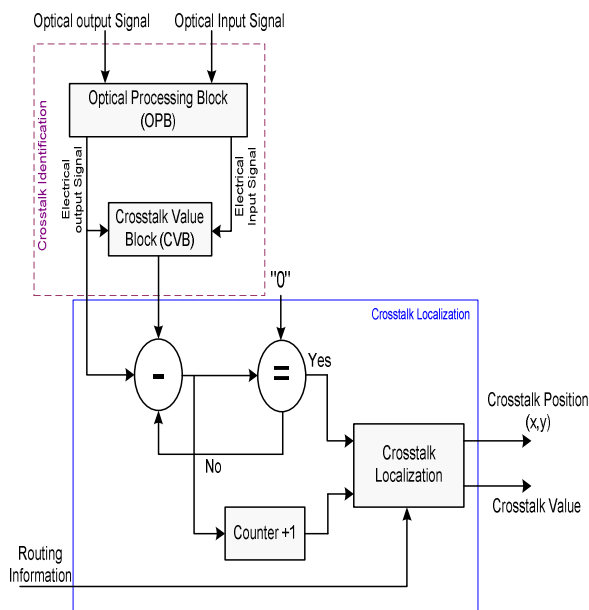 Optical output Signal
Optical Input Signal
Optical Processing Block
(OPB)
Crosstalk Identification
Electrical
output Signal
Electrical
Input Signal
Crosstalk Value
Block (CVB)
"0"
Crosstalk Localization
-
=
Yes
No
Crosstalk Position
(x,y)
Crosstalk
Localization
Crosstalk Value
Counter +1
Routing
Information